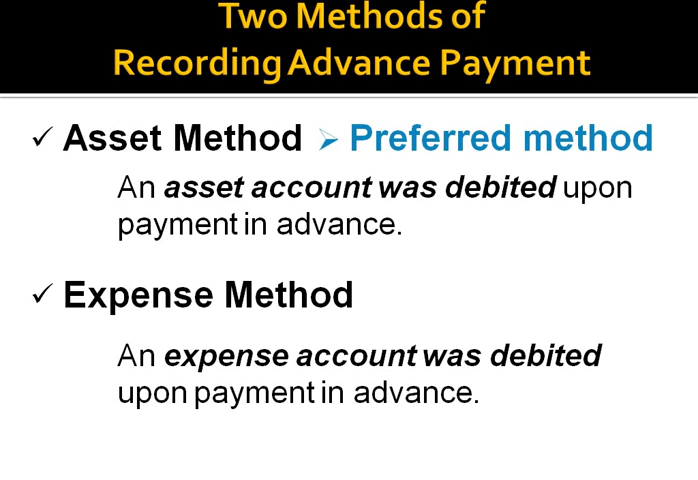 Two Methods of
Recording Advance Payment
✓ Asset Method ➢ Preferred method
An asset account was debited upon
payment in advance.
✓ Expense Method
An expense account was debited
upon payment in advance.